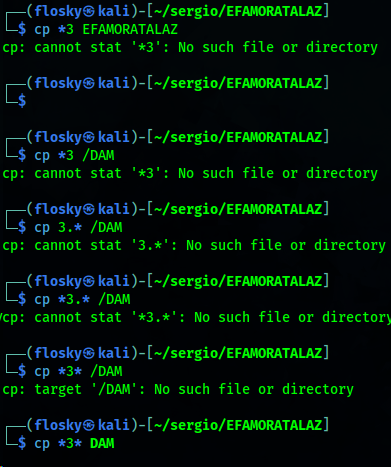 ┌──(flosky㉿kali)-[~/sergio/EFAMORATALAZ]
└─$ cp *3 EFAMORATALAZ
cp: cannot stat '*3': No such file or directory
┌──(flosky㉿kali)-[~/sergio/EFAMORATALAZ]
└─$
┌──(flosky㉿kali)-[~/sergio/EFAMORATALAZ]
└─$ cp *3 /DAM
cp: cannot stat '*3': No such file or directory
┌──(flosky㉿kali)-[~/sergio/EFAMORATALAZ]
└─$ cp 3.* /DAM
cp: cannot stat '3.*': No such file or directory
┌──(flosky㉿kali)-[~/sergio/EFAMORATALAZ]
└─$ cp *3.* /DAM
cp: cannot stat '*3.*': No such file or directory
┌──(flosky㉿kali)-[~/sergio/EFAMORATALAZ]
└─$ cp *3* /DAM
cp: target '/DAM': No such file or directory
┌──(flosky㉿kali)-[~/sergio/EFAMORATALAZ]
└─$ cp *3* DAM